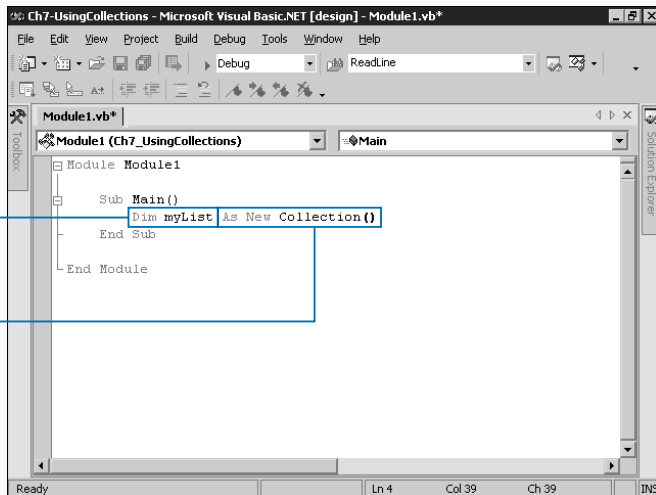 Ch7-UsingCollections - Microsoft Visual Basic.NET [design] - Module1.vb*
File Edit View Project Build Debug Tools Window Help
Debug ReadLine
Module1.vb*
Toolbox
Module1 (Ch7_UsingCollections) Main
Solution Explorer
Module Module1
Sub Main()
Dim myList As New Collection()
End Sub
End Module
Ready Ln 4 Col 39 Ch 39 INS